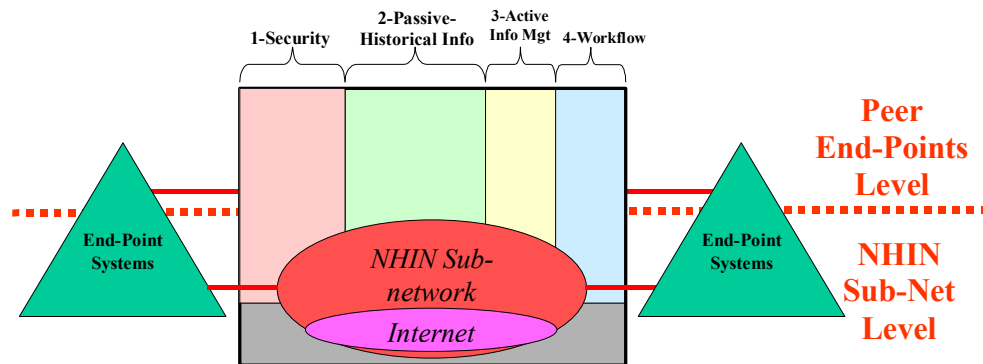 1-Security
2-Passive-
Historical Info
3-Active
Info Mgt
4-Workflow
Peer
End-Points
Level
End-Point
Systems
NHIN Sub-
network
Internet
End-Point
Systems
NHIN
Sub-Net
Level